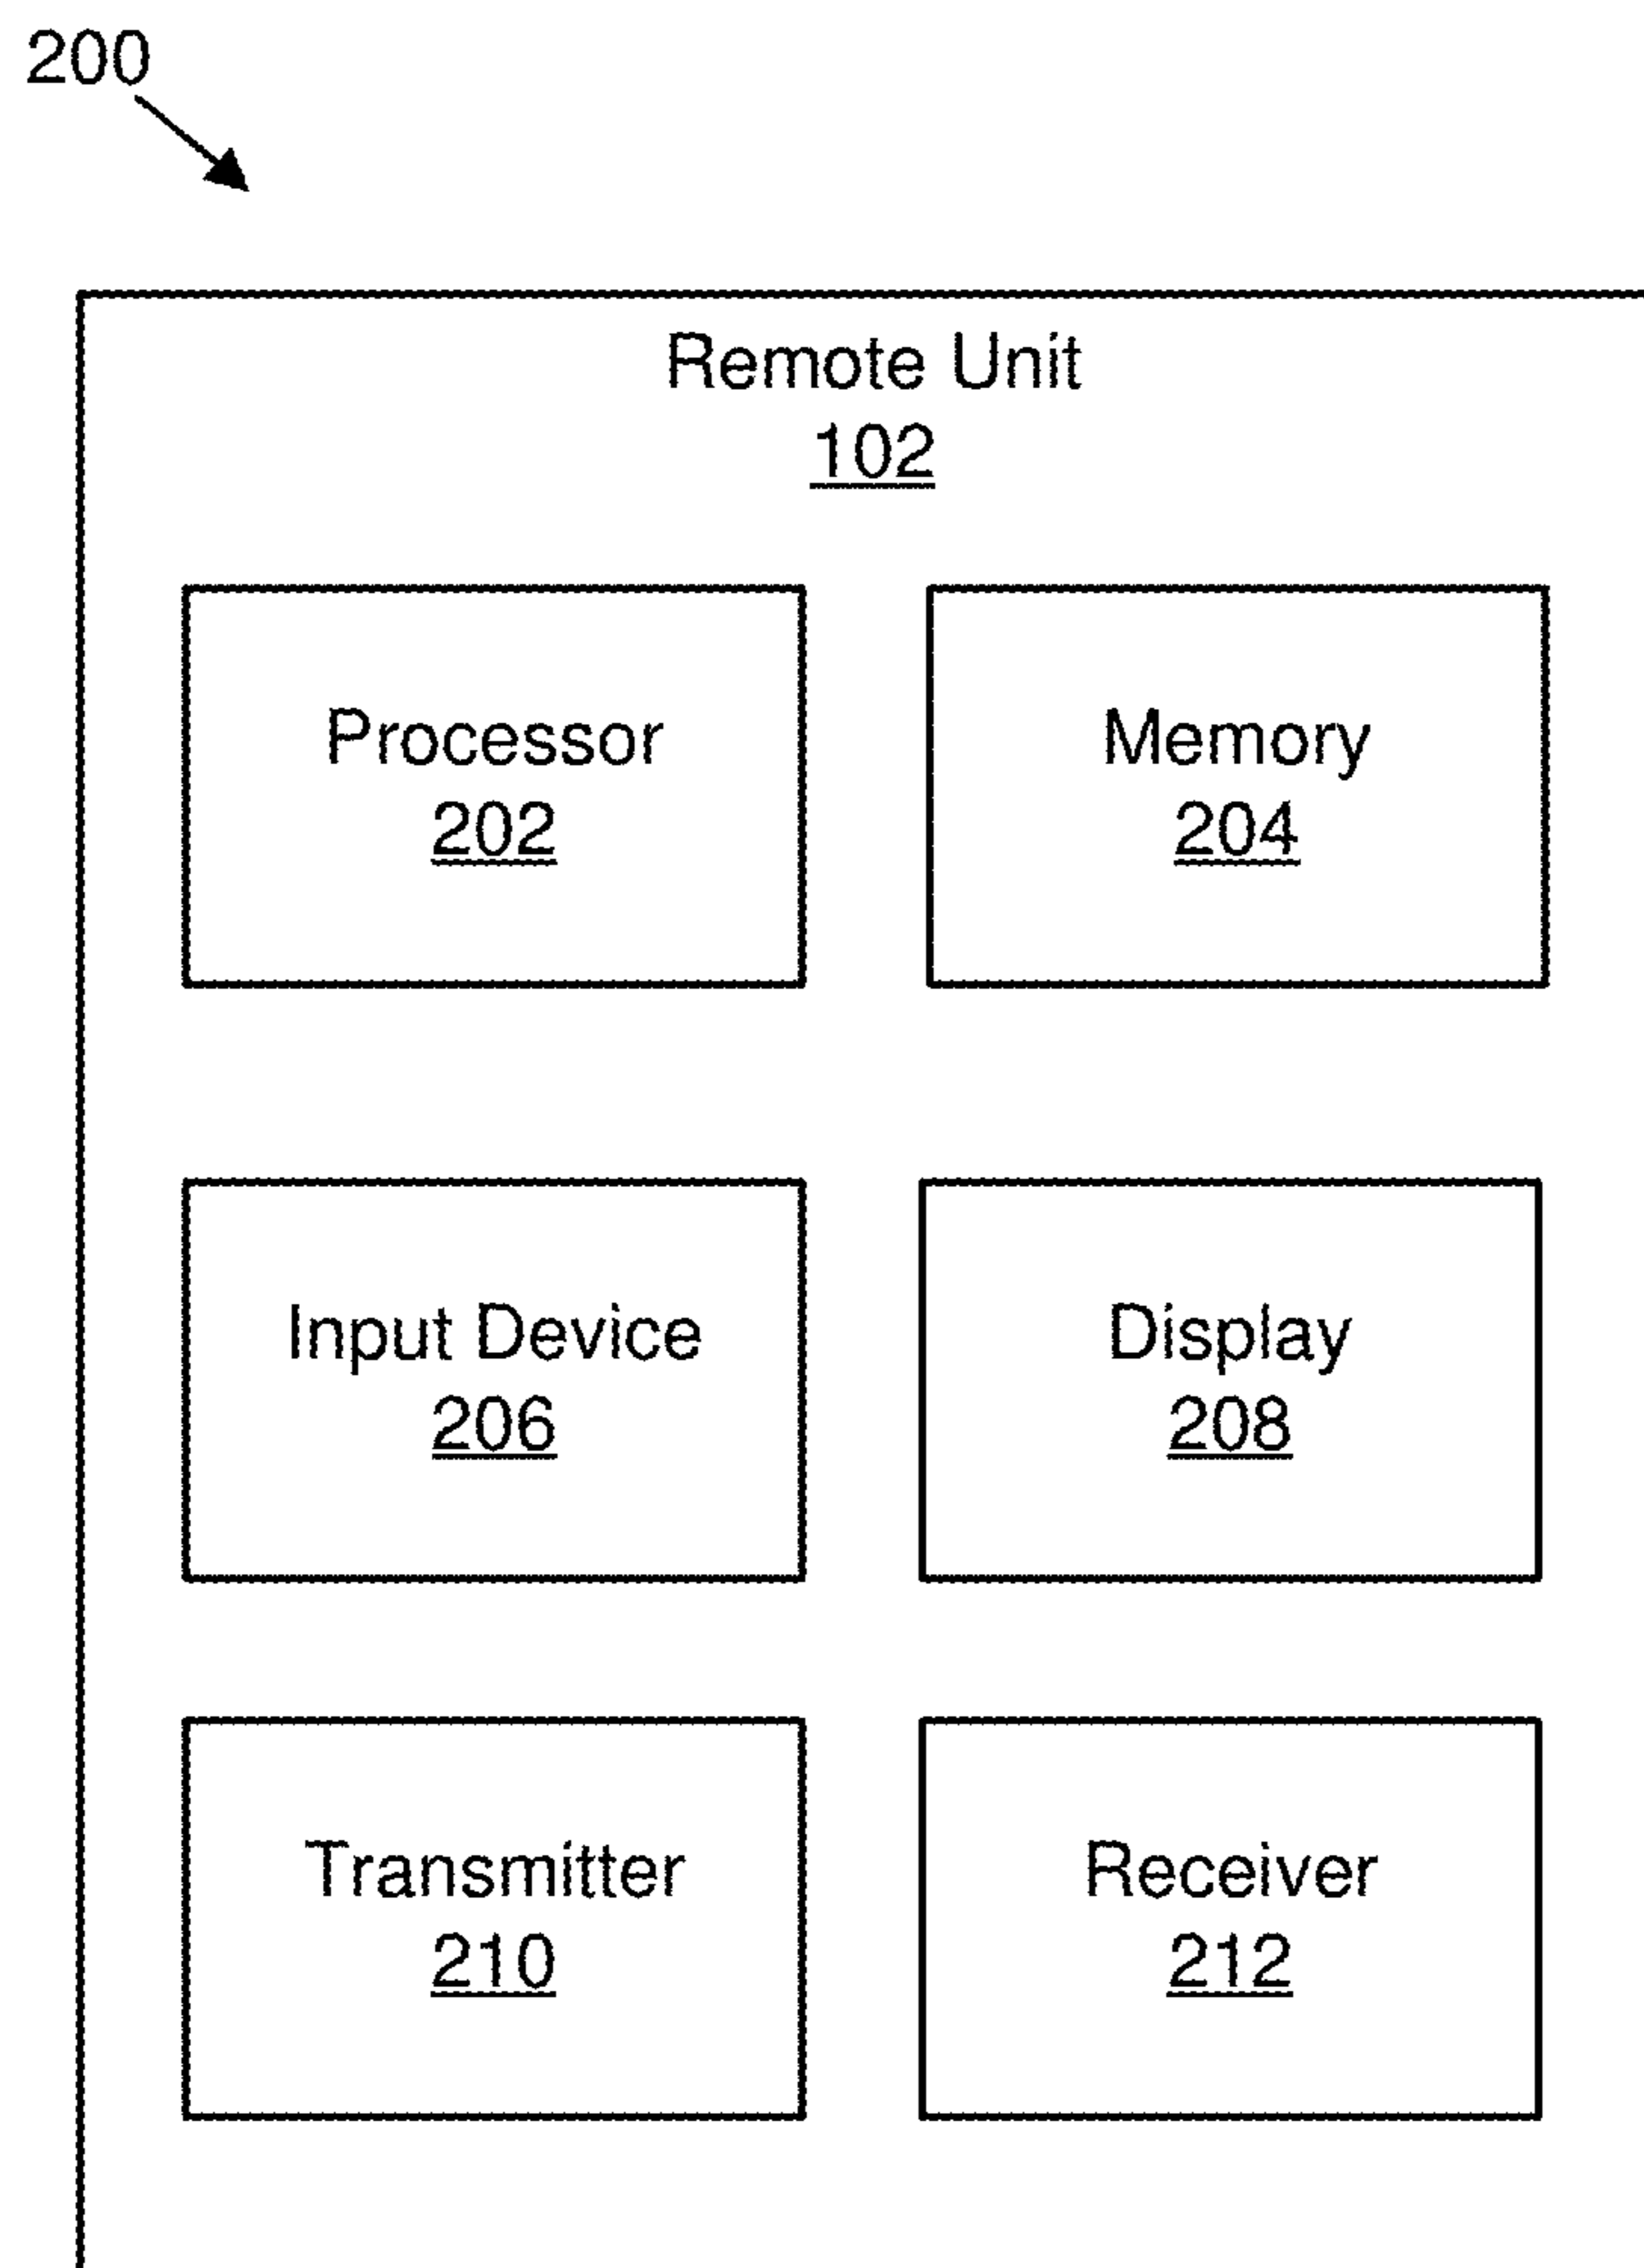 200
Remote Unit
102
Processor
202
Memory
204
Input Device
206
Display
208
Transmitter
210
Receiver
212